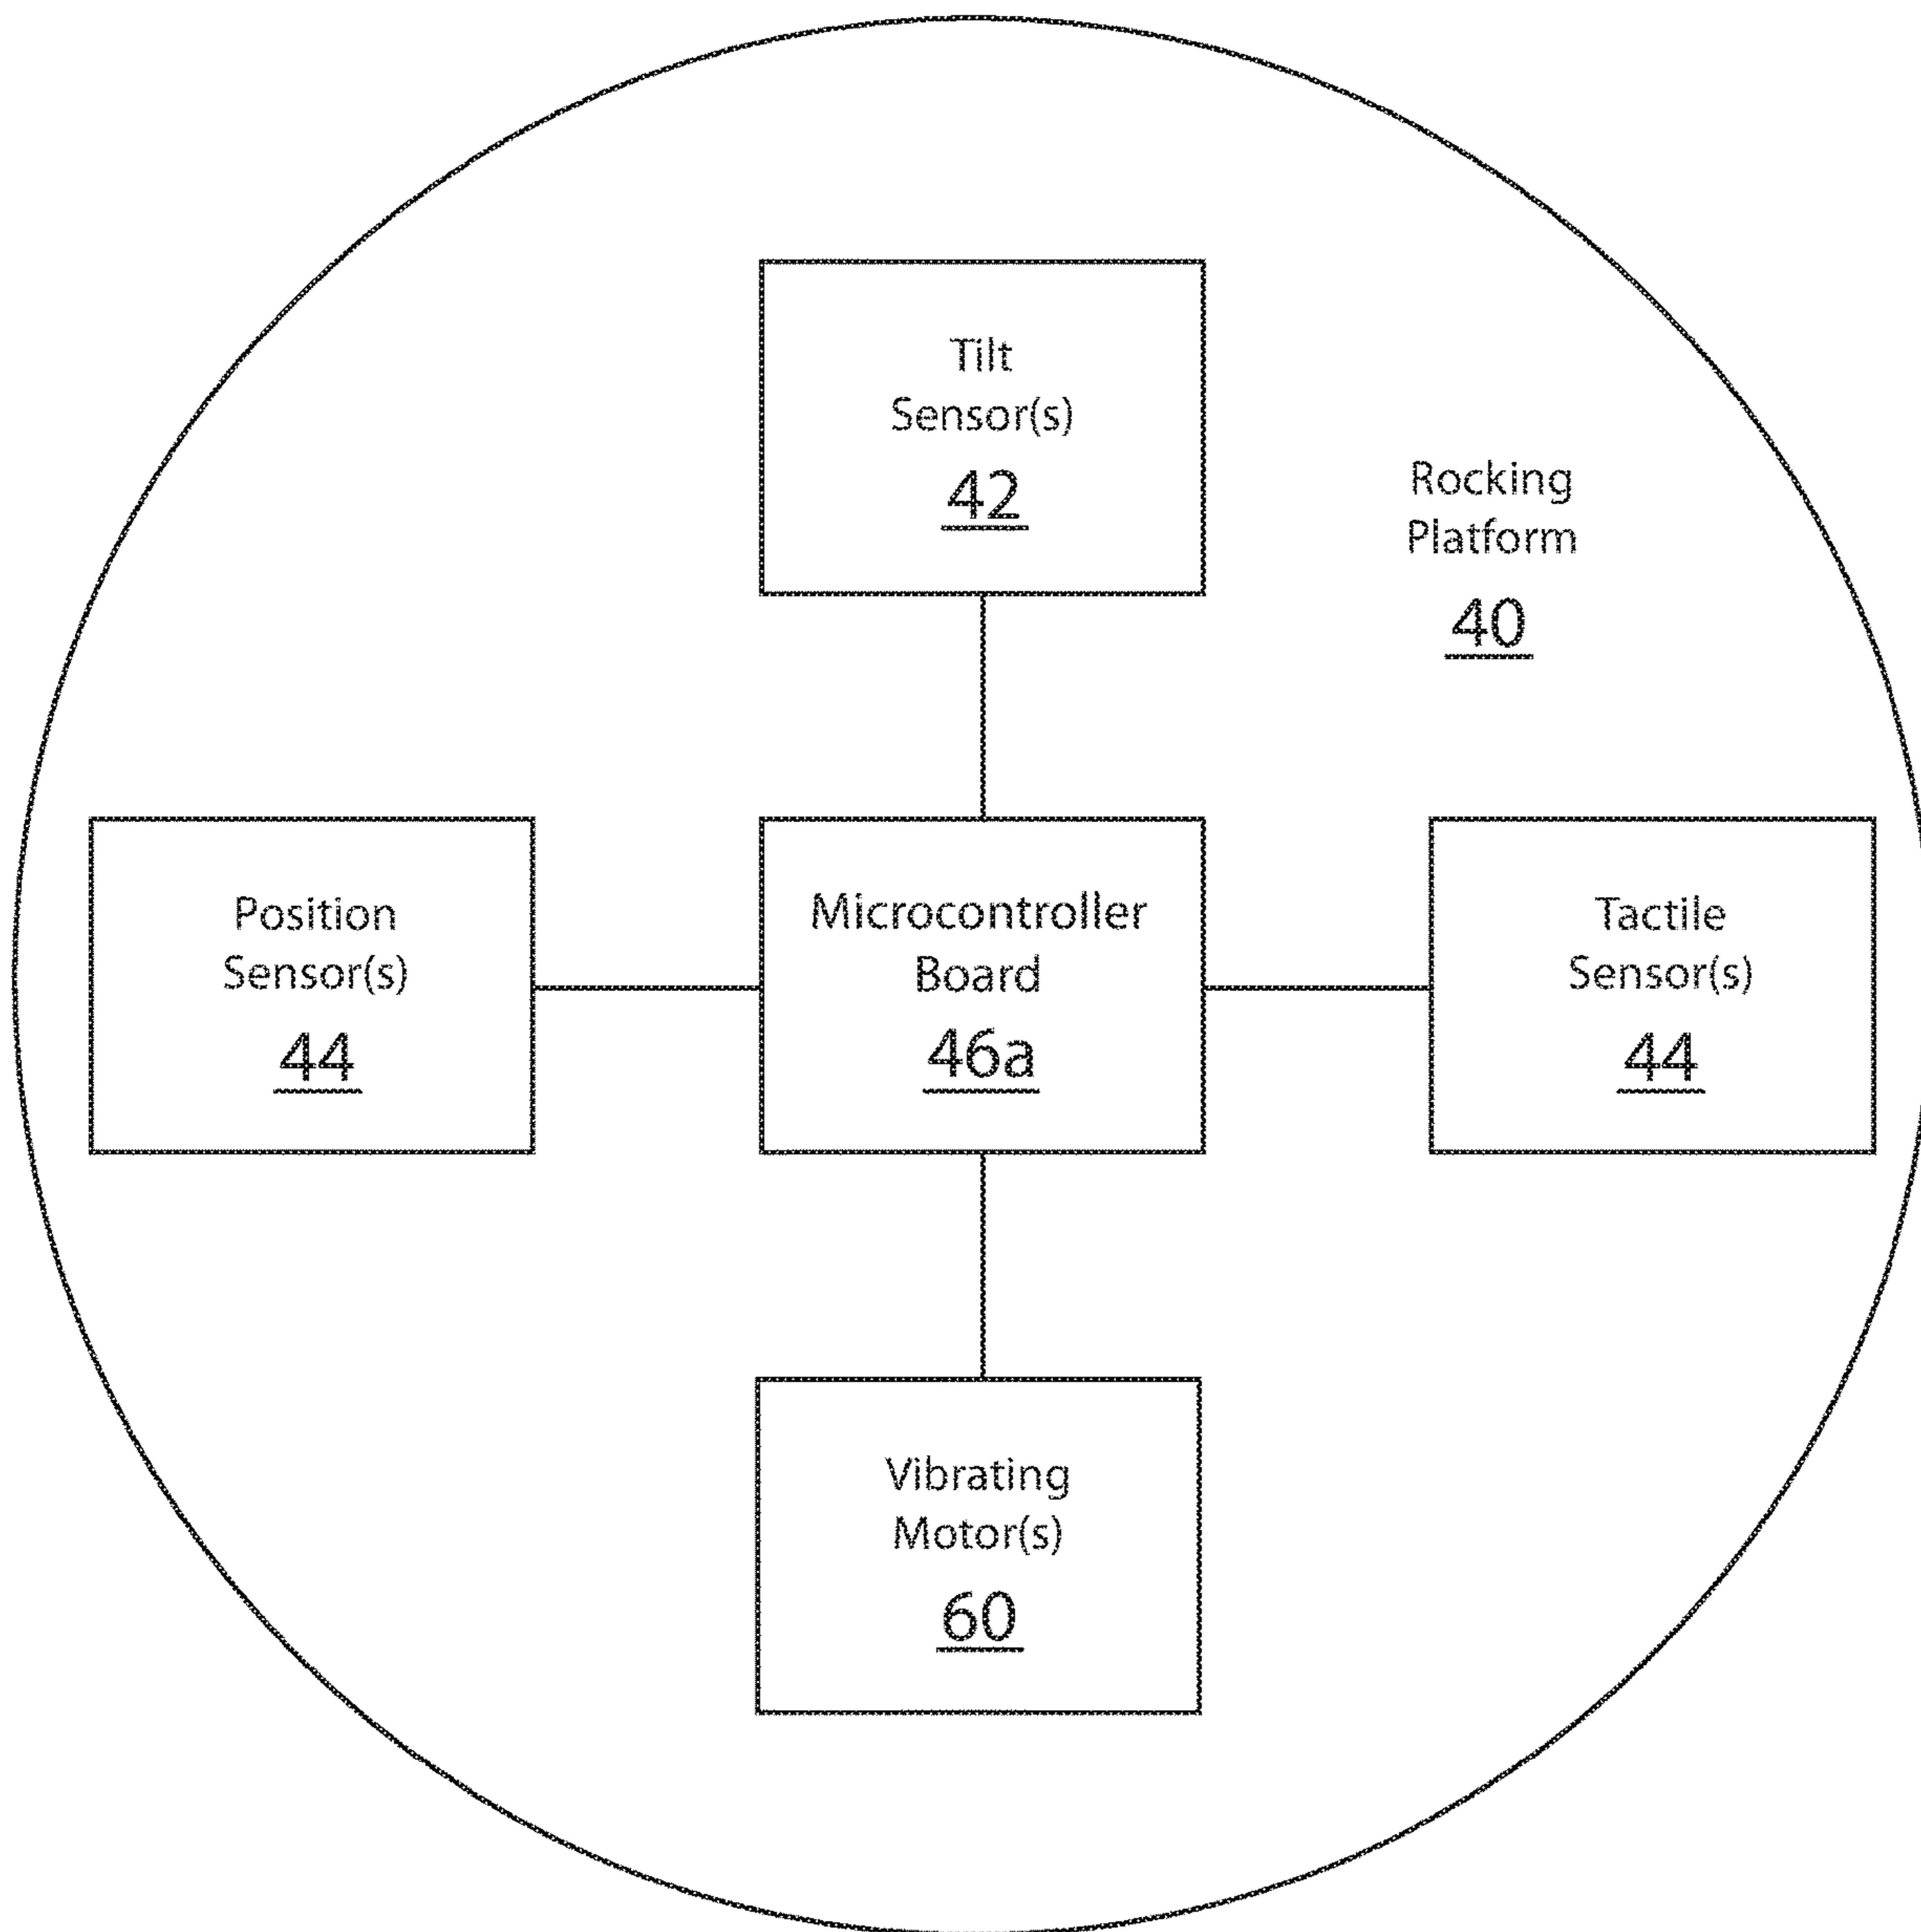 Tilt
Sensor(s)
42
Rocking
Platform
40
Position
Sensor(s)
44
Microcontroller
Board
46a
Tactile
Sensor(s)
44
Vibrating
Motor(s)
60